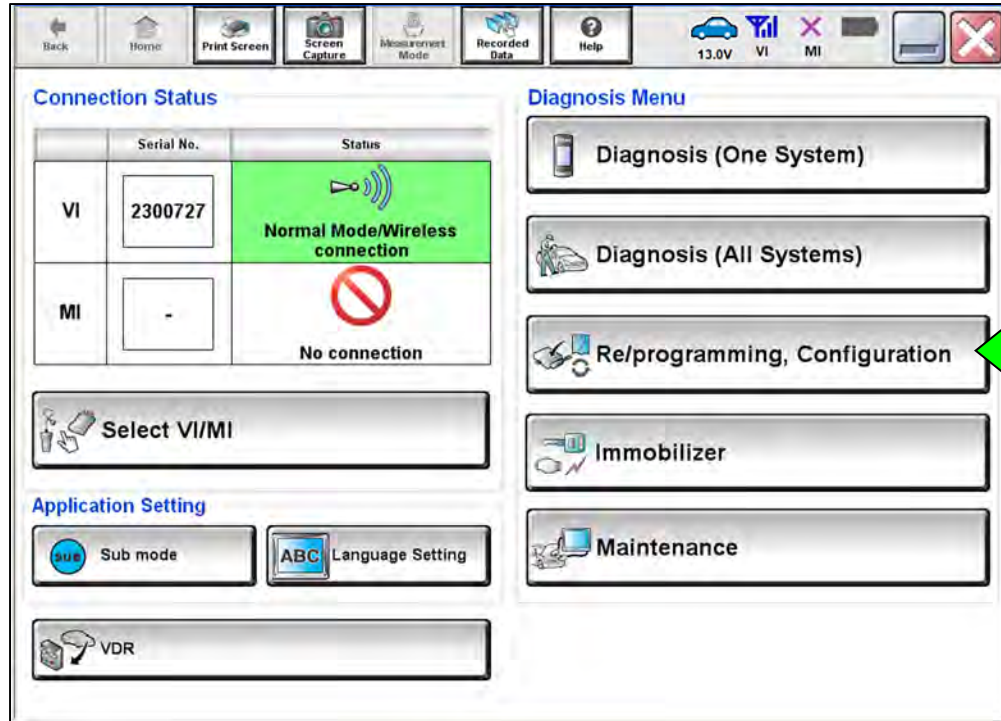 Back
Home
Print Screen
Screen
Capture
Measurement
Mode
Recorded
Data
Help
13.0V
VI
MI
Connection Status
Serial No.
Status
VI
2300727
Normal Mode/Wireless
connection
MI
-
No connection
Select VI/MI
Application Setting
sub
Sub mode
ABC
Language Setting
VDR
Diagnosis Menu
Diagnosis (One System)
Diagnosis (All Systems)
Re/programming, Configuration
Immobilizer
Maintenance